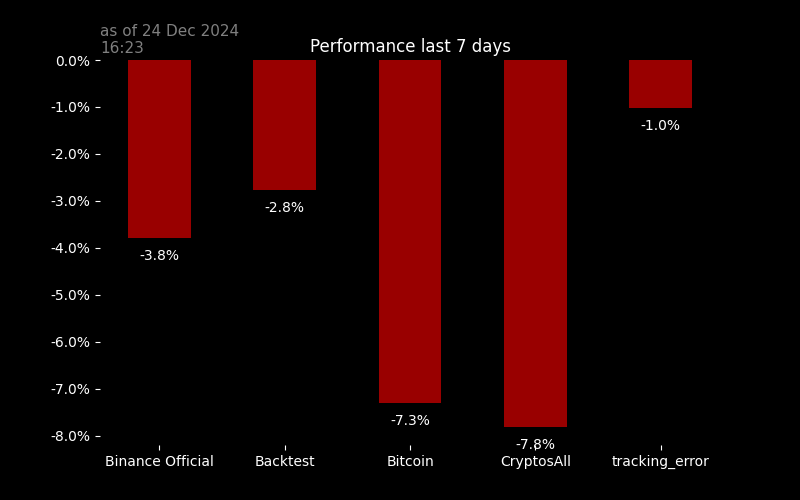 as of 24 Dec 2024
16:23
Performance last 7 days
0.0%
-1.0%
-2.0%
-3.0%
-4.0%
-5.0%
-6.0%
-7.0%
-8.0%
-3.8%
-2.8%
-7.3%
-7.8%
-1.0%
Binance Official
Backtest
Bitcoin
CryptosAll
tracking_error